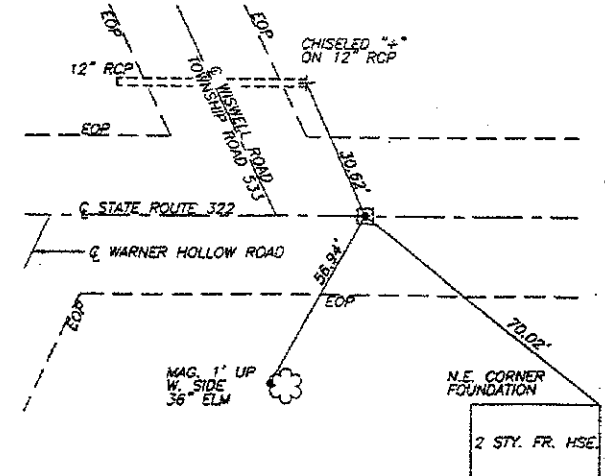 EOP
EOP
CHISELED "+"
ON 12" RCP
12" RCP
℄ WISWELL ROAD
TOWNSHIP ROAD 533
EOP
30.62'
℄ STATE ROUTE 322
℄ WARNER HOLLOW ROAD
56.94'
EOP
EOP
70.02'
MAG. 1' UP
W. SIDE
36" ELM
N.E. CORNER
FOUNDATION
2 STY. FR. HSE.